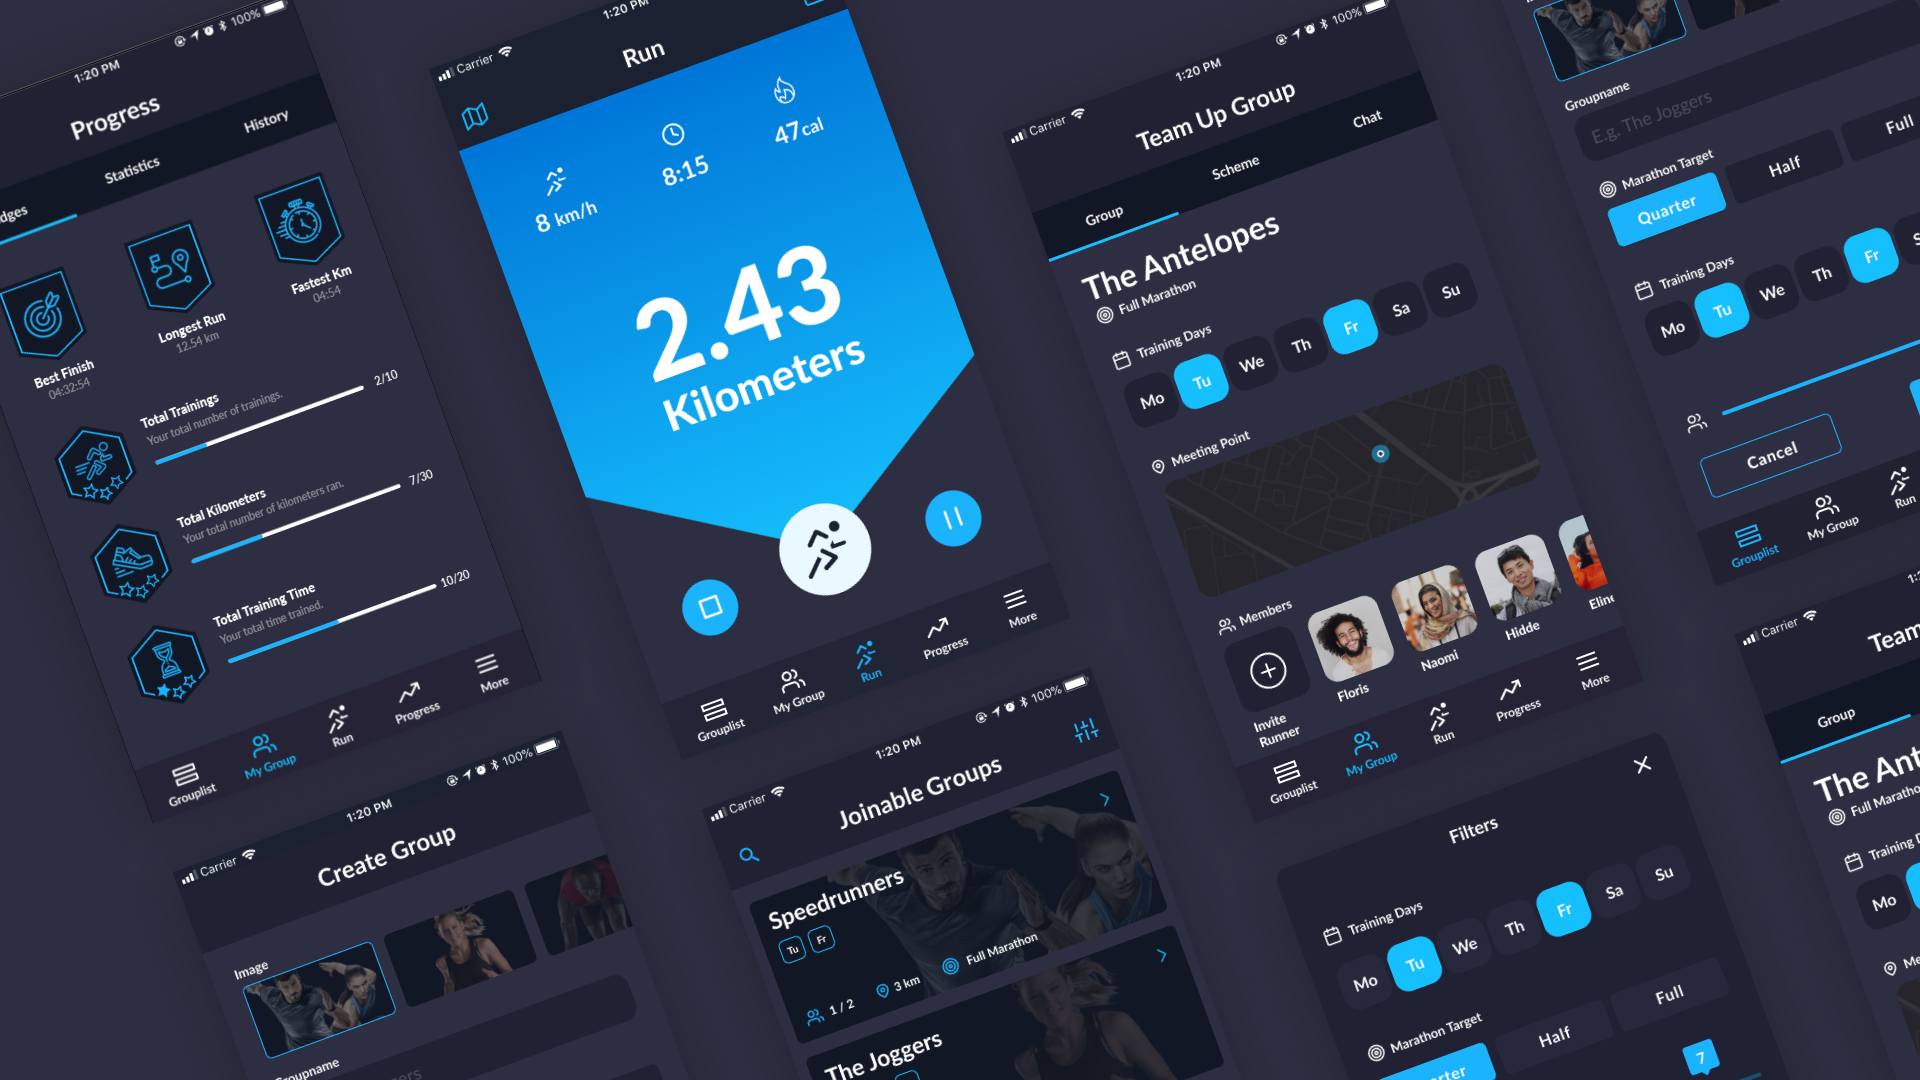 100%
1:20 PM
Progress
History
Statistics
dges
Best Finish
04:32:54
Longest Run
12.54 km
Fastest Km
04:54
Total Trainings
Your total number of trainings.
2/10
Total Kilometers
Your total number of kilometers ran.
7/30
Total Training Time
Your total time trained.
10/20
Grouplist
My Group
Run
Progress
More
Carrier
1:20 PM
Run
8 km/h
8:15
47 cal
2.43
Kilometers
Grouplist
My Group
Run
Progress
More
Carrier
1:20 PM
100%
Team Up Group
Group
Scheme
Chat
The Antelopes
Full Marathon
Training Days
Mo
Tu
We
Th
Fr
Sa
Su
Meeting Point
Members
Invite
Runner
Floris
Naomi
Hidde
Eline
Grouplist
My Group
Run
Progress
More
Groupname
E.g. The Joggers
Marathon Target
Quarter
Half
Full
Training Days
Mo
Tu
We
Th
Fr
Cancel
Grouplist
My Group
Run
Carrier
1:20 PM
100%
Create Group
Image
Groupname
Carrier
1:20 PM
100%
Joinable Groups
Speedrunners
Tu
Fr
1 / 2
3 km
Full Marathon
The Joggers
Filters
Training Days
Mo
Tu
We
Th
Fr
Sa
Su
Marathon Target
Half
Full
7
Carrier
Team
Group
The Ant
Full Maratho
Training
Mo
Me